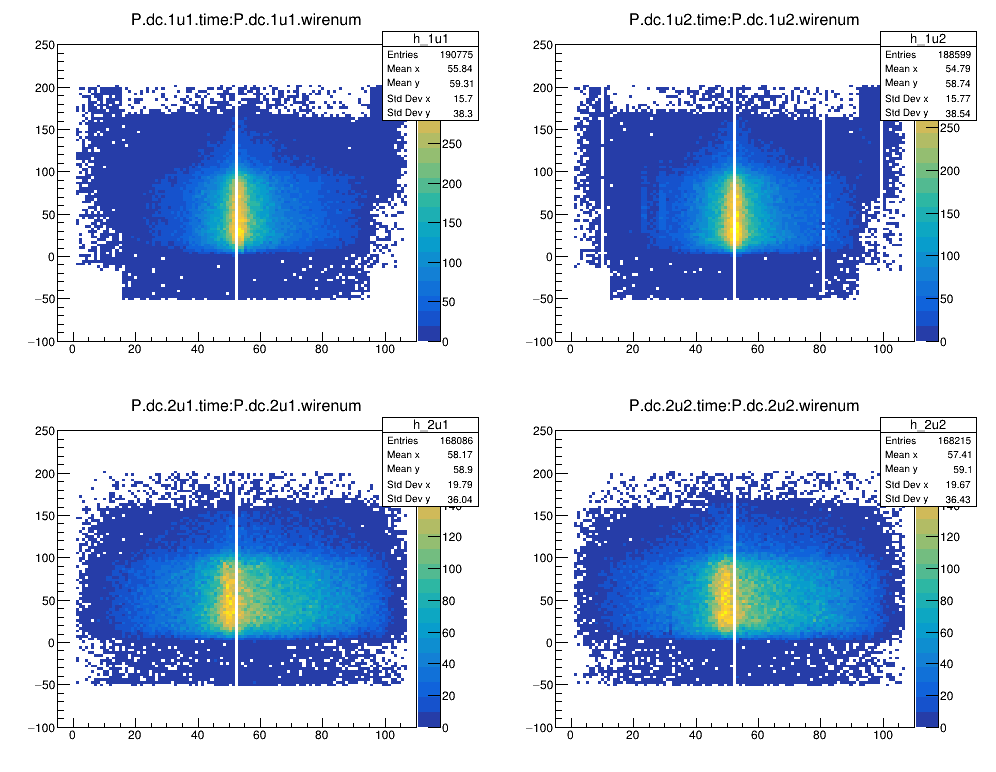 P.dc.1u1.time:P.dc.1u1.wirenum
h_1u1
Entries 190775
Mean x 55.84
Mean y 59.31
Std Dev x 15.7
Std Dev y 38.3
250
200
150
100
50
0
−50
−100
0 20 40 60 80 100
250
200
150
100
50
0
P.dc.1u2.time:P.dc.1u2.wirenum
h_1u2
Entries 188599
Mean x 54.79
Mean y 58.74
Std Dev x 15.77
Std Dev y 38.54
250
200
150
100
50
0
−50
−100
0 20 40 60 80 100
250
200
150
100
50
0
P.dc.2u1.time:P.dc.2u1.wirenum
h_2u1
Entries 168086
Mean x 58.17
Mean y 58.9
Std Dev x 19.79
Std Dev y 36.04
250
200
150
100
50
0
−50
−100
0 20 40 60 80 100
140
120
100
80
60
40
20
0
P.dc.2u2.time:P.dc.2u2.wirenum
h_2u2
Entries 168215
Mean x 57.41
Mean y 59.1
Std Dev x 19.67
Std Dev y 36.43
250
200
150
100
50
0
−50
−100
0 20 40 60 80 100
100
80
60
40
20
0
120